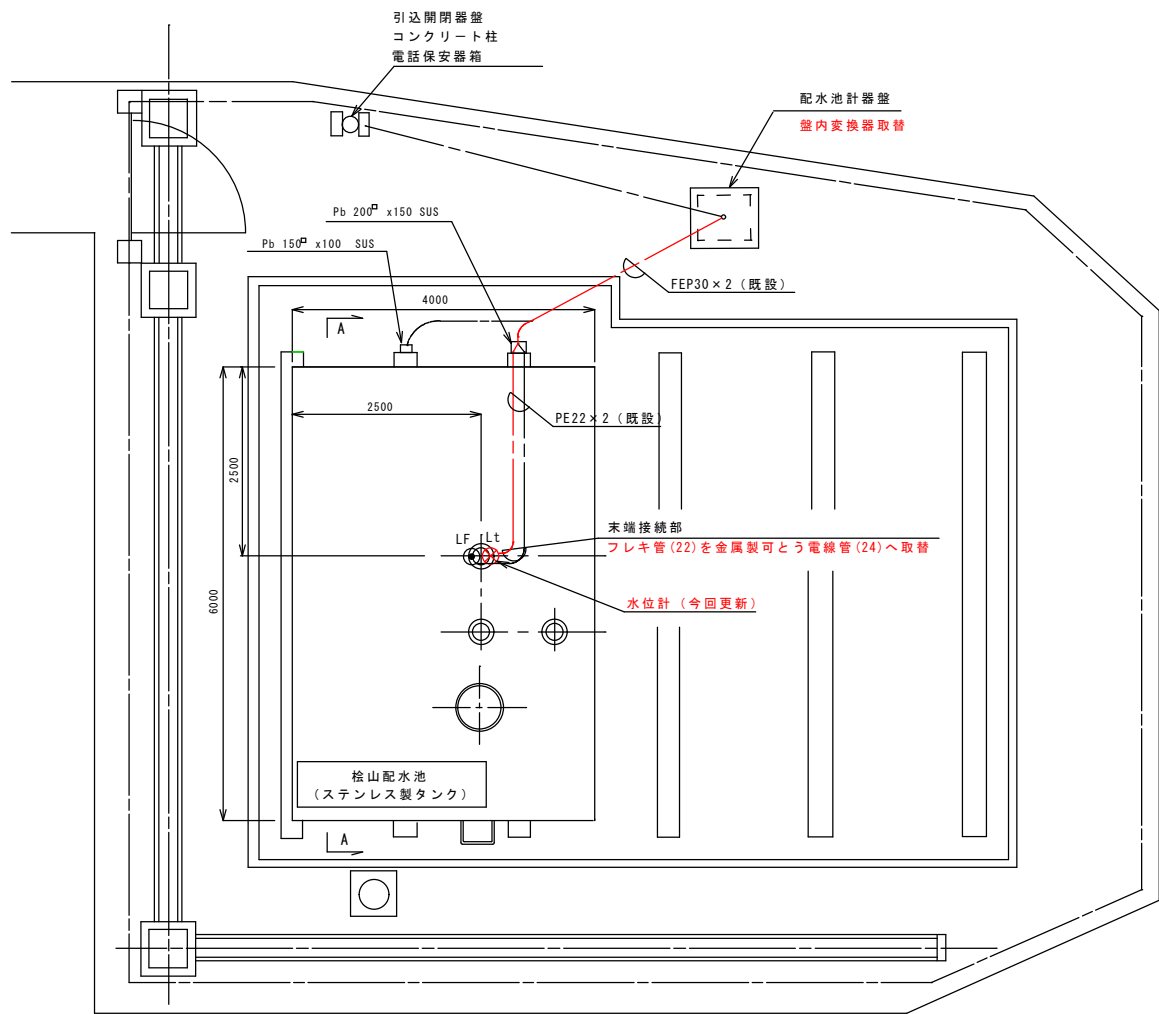 引込開閉器盤
コンクリート柱
電話保安器箱
配水池計器盤
盤内変換器取替
Pb 200□ x150 SUS
Pb 150□ x100 SUS
FEP30×2（既設）
4000
A
2500
PE22×2（既設）
2500
末端接続部
フレキ管(22)を金属製可とう電線管(24)へ取替
LF Lt
6000
水位計（今回更新）
桧山配水池
（ステンレス製タンク）
A